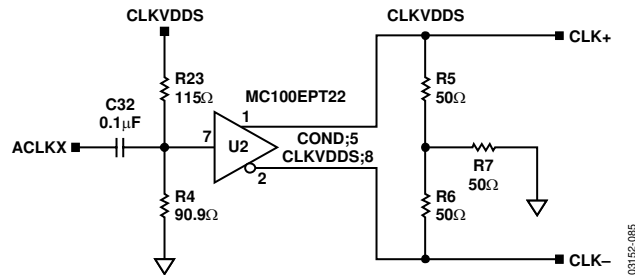 CLKVDDS
CLKVDDS
CLK+
R23
115Ω
MC100EPT22
R5
50Ω
C32
0.1μF
1
ACLKX
7
U2
COND;5
CLKVDDS;8
2
R7
50Ω
R4
90.9Ω
R6
50Ω
CLK–
03152-085